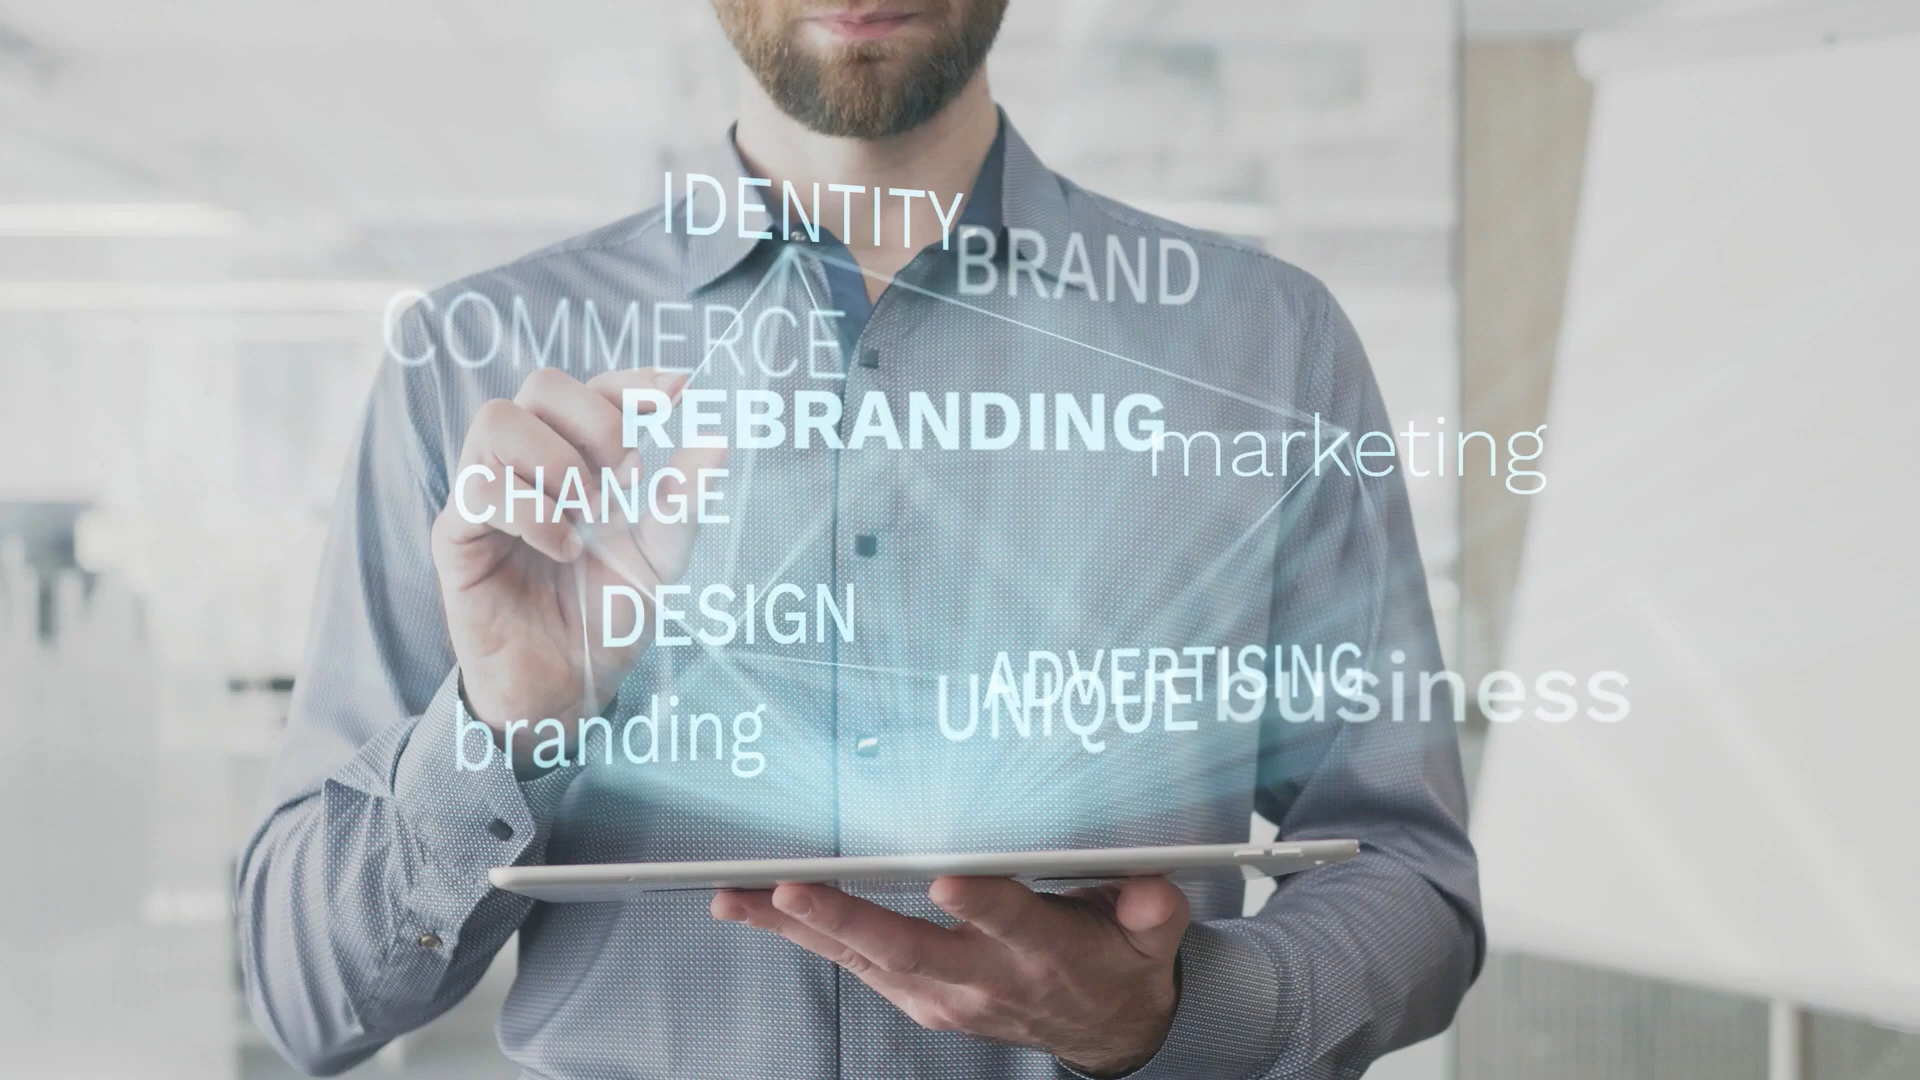 IDENTITY
BRAND
COMMERCE
REBRANDING
marketing
CHANGE
DESIGN
ADVERTISING
UNIQUE
business
branding